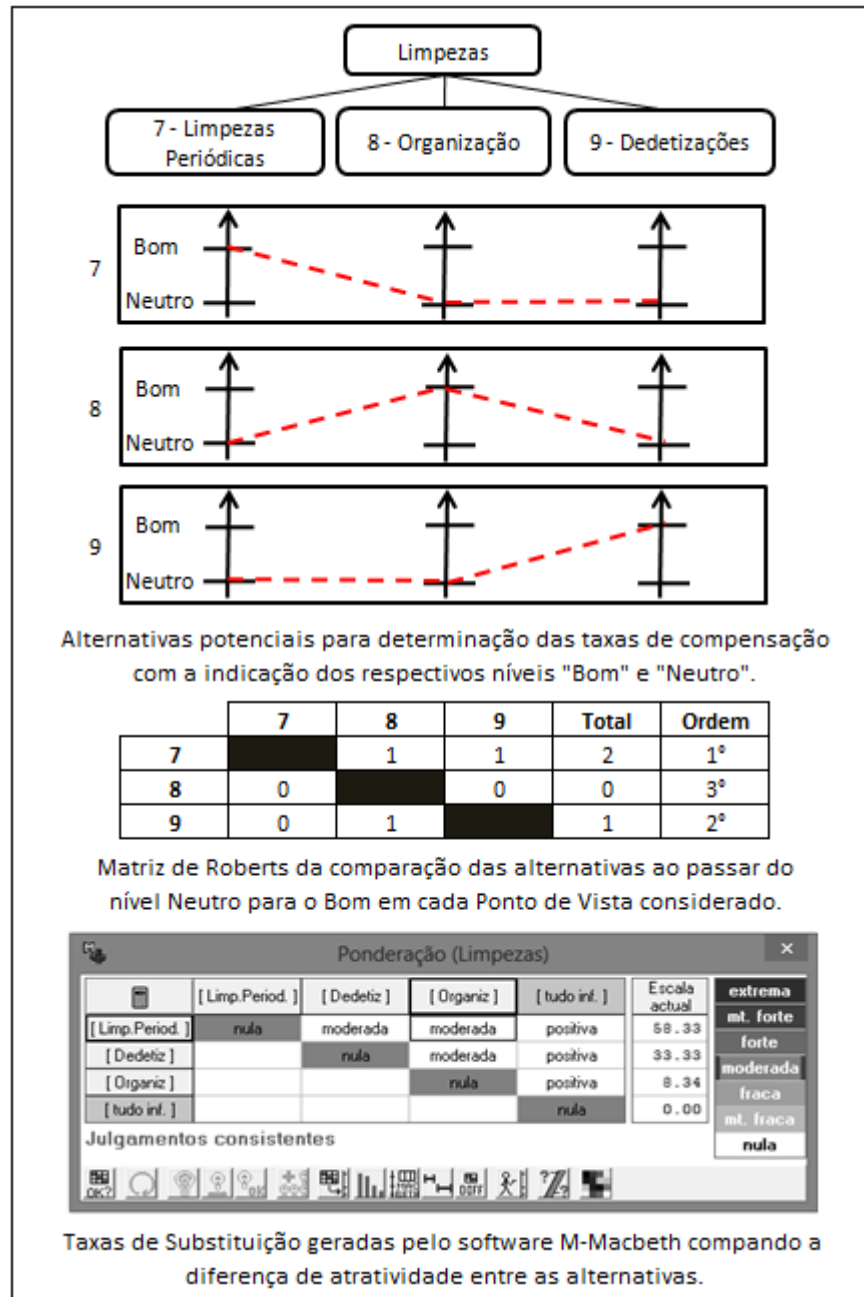 Limpezas
7 - Limpezas
Periódicas
8 - Organização
9 - Dedetizações
7
Bom
Neutro
8
Bom
Neutro
9
Bom
Neutro
Alternativas potenciais para determinação das taxas de compensação
com a indicação dos respectivos níveis "Bom" e "Neutro".
7 8 9 Total Ordem
7 1 1 2 1º
8 0 0 0 3º
9 0 1 1 2º
Matriz de Roberts da comparação das alternativas ao passar do
nível Neutro para o Bom em cada Ponto de Vista considerado.
Ponderação (Limpezas)
[ Limp.Period. ] [ Dedetiz ] [ Organiz ] [ tudo inf. ] Escala actual
[ Limp.Period. ] nula moderada moderada positiva 58.33
[ Dedetiz ] nula moderada positiva 33.33
[ Organiz ] nula positiva 8.34
[ tudo inf. ] nula 0.00
extrema
mt. forte
forte
moderada
fraca
mt. fraca
nula
Julgamentos consistentes
OK?
Taxas de Substituição geradas pelo software M-Macbeth compando a
diferença de atratividade entre as alternativas.